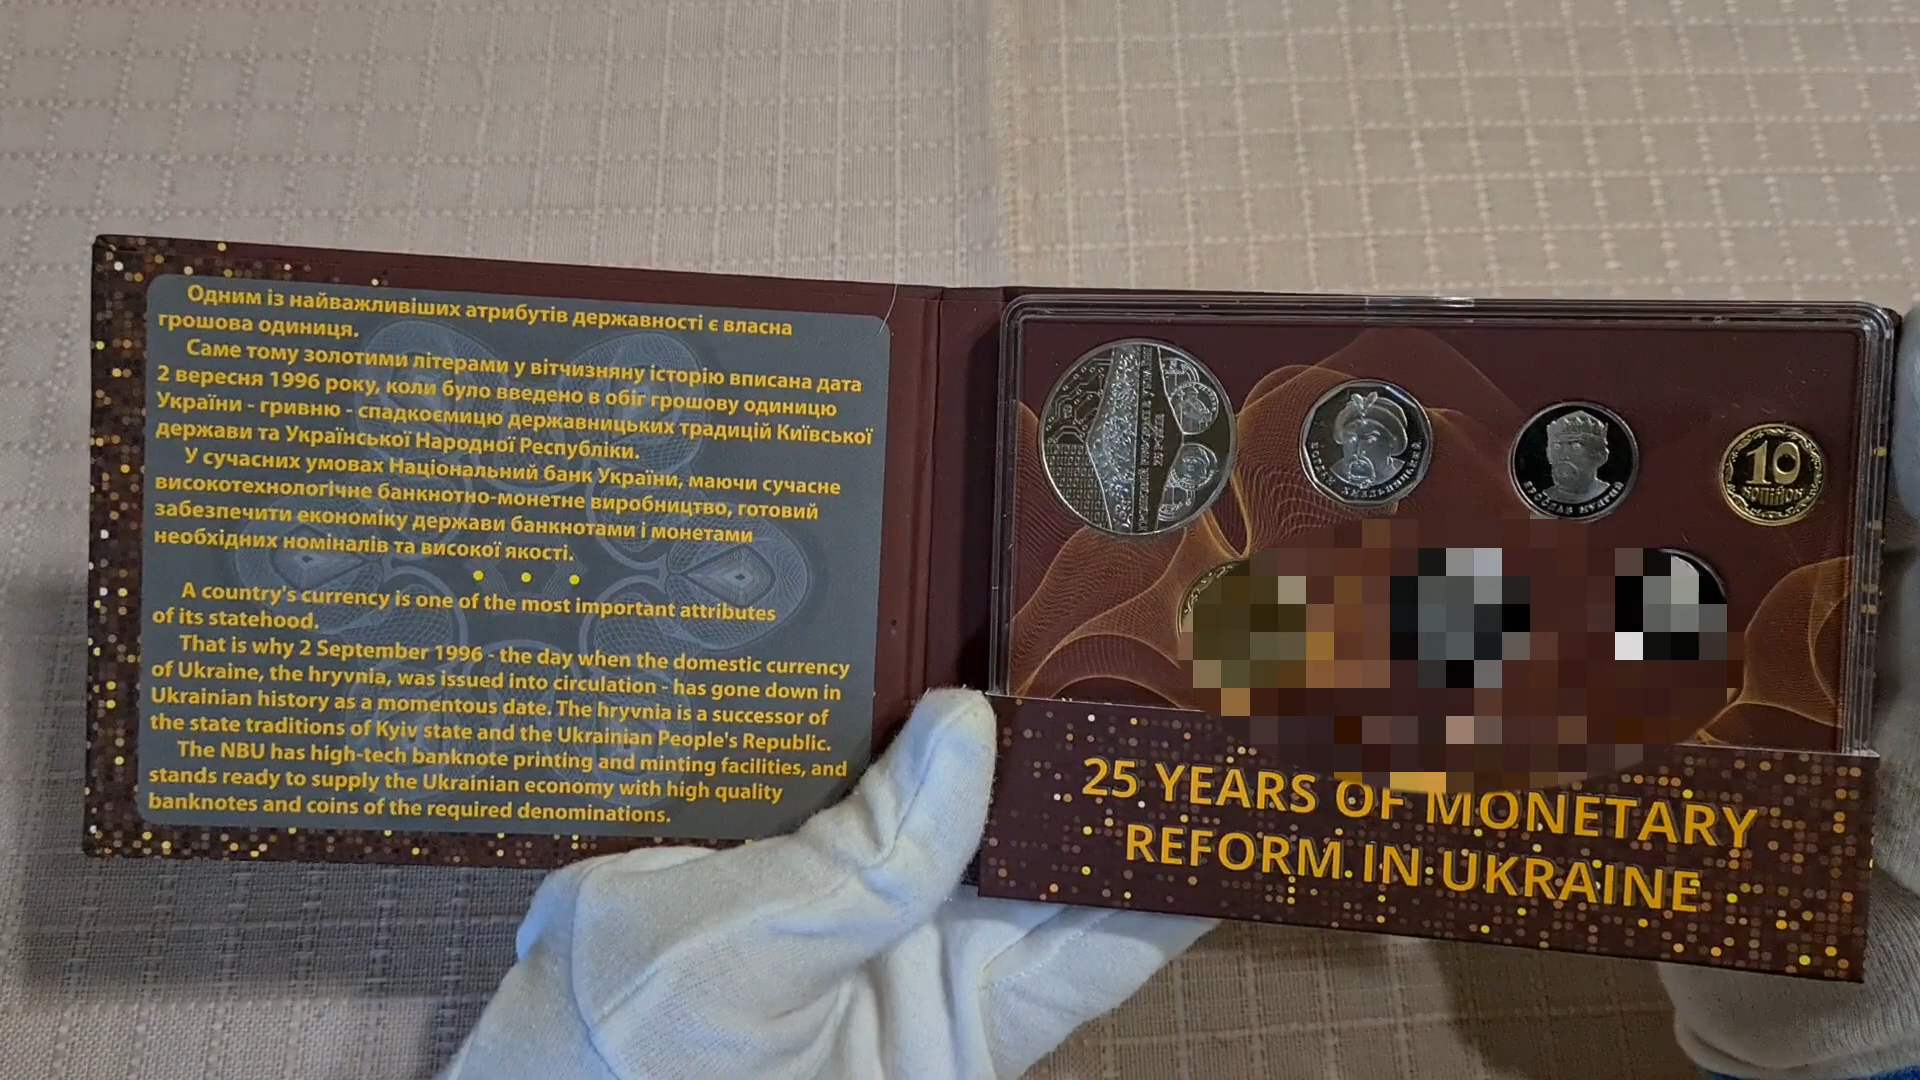 Одним із найважливіших атрибутів державності є власна
грошова одиниця.
Саме тому золотими літерами у вітчизняну історію вписана дата
2 вересня 1996 року, коли було введено в обіг грошову одиницю
України - гривню - спадкоємицю державницьких традицій Київської
держави та Української Народної Республіки.
У сучасних умовах Національний банк України, маючи сучасне
високотехнологічне банкнотно-монетне виробництво, готовий
забезпечити економіку держави банкнотами і монетами
необхідних номіналів та високої якості.
A country's currency is one of the most important attributes
of its statehood.
That is why 2 September 1996 - the day when the domestic currency
of Ukraine, the hryvnia, was issued into circulation - has gone down in
Ukrainian history as a momentous date. The hryvnia is a successor of
the state traditions of Kyiv state and the Ukrainian People's Republic.
The NBU has high-tech banknote printing and minting facilities, and
stands ready to supply the Ukrainian economy with high quality
banknotes and coins of the required denominations.
БОГДАН ХМЕЛЬНИЦЬКИЙ
ЯРОСЛАВ МУДРИЙ
10
КОПІЙОК
25 YEARS OF MONETARY
REFORM IN UKRAINE